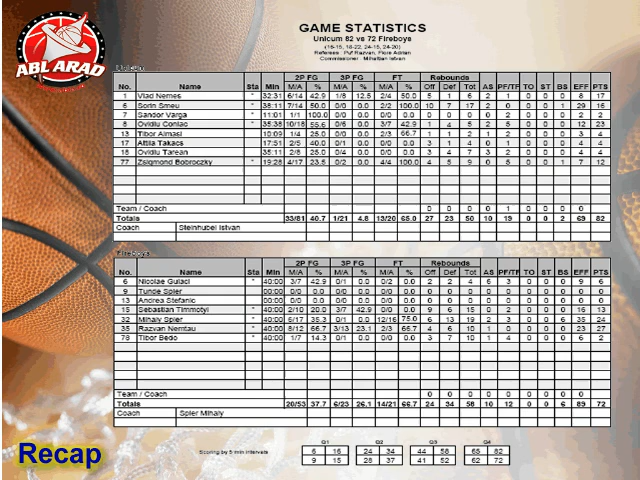 ABL ARAD
GAME STATISTICS
Unicum 82 vs 72 Fireboys
(16-15, 18-22, 24-15, 24-20)
Referees : Puf Razvan, Fiore Adrian
Commissioner : Mihaltian Istvan
2P FG 3P FG FT Rebounds
No. Name Sta Min M/A % M/A % M/A % Off Def Tot AS PF/TF TO ST BS EFF PTS
1 Vlad Nemes * 32:31 6/14 42.9 1/8 12.5 2/4 50.0 5 1 6 2 1 0 0 0 8 17
6 Sorin Smeu * 38:11 7/14 50.0 0/0 0.0 2/2 100.0 10 7 17 2 0 0 0 1 29 16
7 Sandor Varga * 11:01 1/1 100.0 0/0 0.0 0/0 0.0
8 Ovidiu Coniac * 35:38 10/18 55.6 0/6 0.0 3/7 42.9 1 4 5 2 5 0 0 0 12 23
13 Tibor Almasi 10:09 1/4 25.0 0/0 0.0 2/3 66.7 1 1 2 1 2 0 0 0 3 4
17 Attila Takacs 17:51 2/5 40.0 0/1 0.0 0/0 0.0 3 1 4 0 1 0 0 0 4 4
18 Ovidiu Tarean 35:11 2/8 25.0 0/4 0.0 0/0 0.0 3 4 7 3 2 0 0 0 4 4
77 Zsigmond Bobroczky * 19:28 4/17 23.5 0/2 0.0 4/4 100.0 4 5 9 0 5 0 0 1 7 12
Team / Coach 0 0 0 0 1 0 0 0 0
Totals 33/81 40.7 1/21 4.8 13/20 65.0 27 23 50 10 19 0 0 2 69 82
Coach Steinhubel Istvan
Fireboys
2P FG 3P FG FT Rebounds
No. Name Sta Min M/A % M/A % M/A % Off Def Tot AS PF/TF TO ST BS EFF PTS
6 Nicolae Gulaci * 40:00 3/7 42.9 0/1 0.0 0/2 0.0 2 2 4 6 3 0 0 0 9 6
9 Tunde Spier 00:00 0/0 0.0 0/0 0.0 0/0 0.0 0 0 0 0 0 0 0 0 0 0
13 Andrea Stefanic 00:00 0/0 0.0 0/0 0.0 0/0 0.0 0 0 0 0 0 0 0 0 0 0
15 Sebastian Timmotyi * 40:00 2/10 20.0 3/7 42.9 0/0 0.0 9 6 15 0 2 0 0 0 16 13
32 Mihaly Spier * 40:00 6/17 35.3 0/1 0.0 12/16 75.0 6 13 19 2 3 0 0 6 35 24
35 Razvan Nemtau * 40:00 8/12 66.7 3/13 23.1 2/3 66.7 4 6 10 1 0 0 0 0 23 27
78 Tibor Bedo * 40:00 1/7 14.3 0/1 0.0 0/0 0.0 3 7 10 1 4 0 0 0 6 2
Team / Coach 0 0 0 0 0 0 0 0 0
Totals 20/53 37.7 6/23 26.1 14/21 66.7 24 34 58 10 12 0 0 6 89 72
Coach Spier Mihaly
Recap
Scoring by 5 min intervals
Q1 Q2 Q3 Q4
6 16 24 34 44 58 65 82
9 15 28 37 41 52 62 72